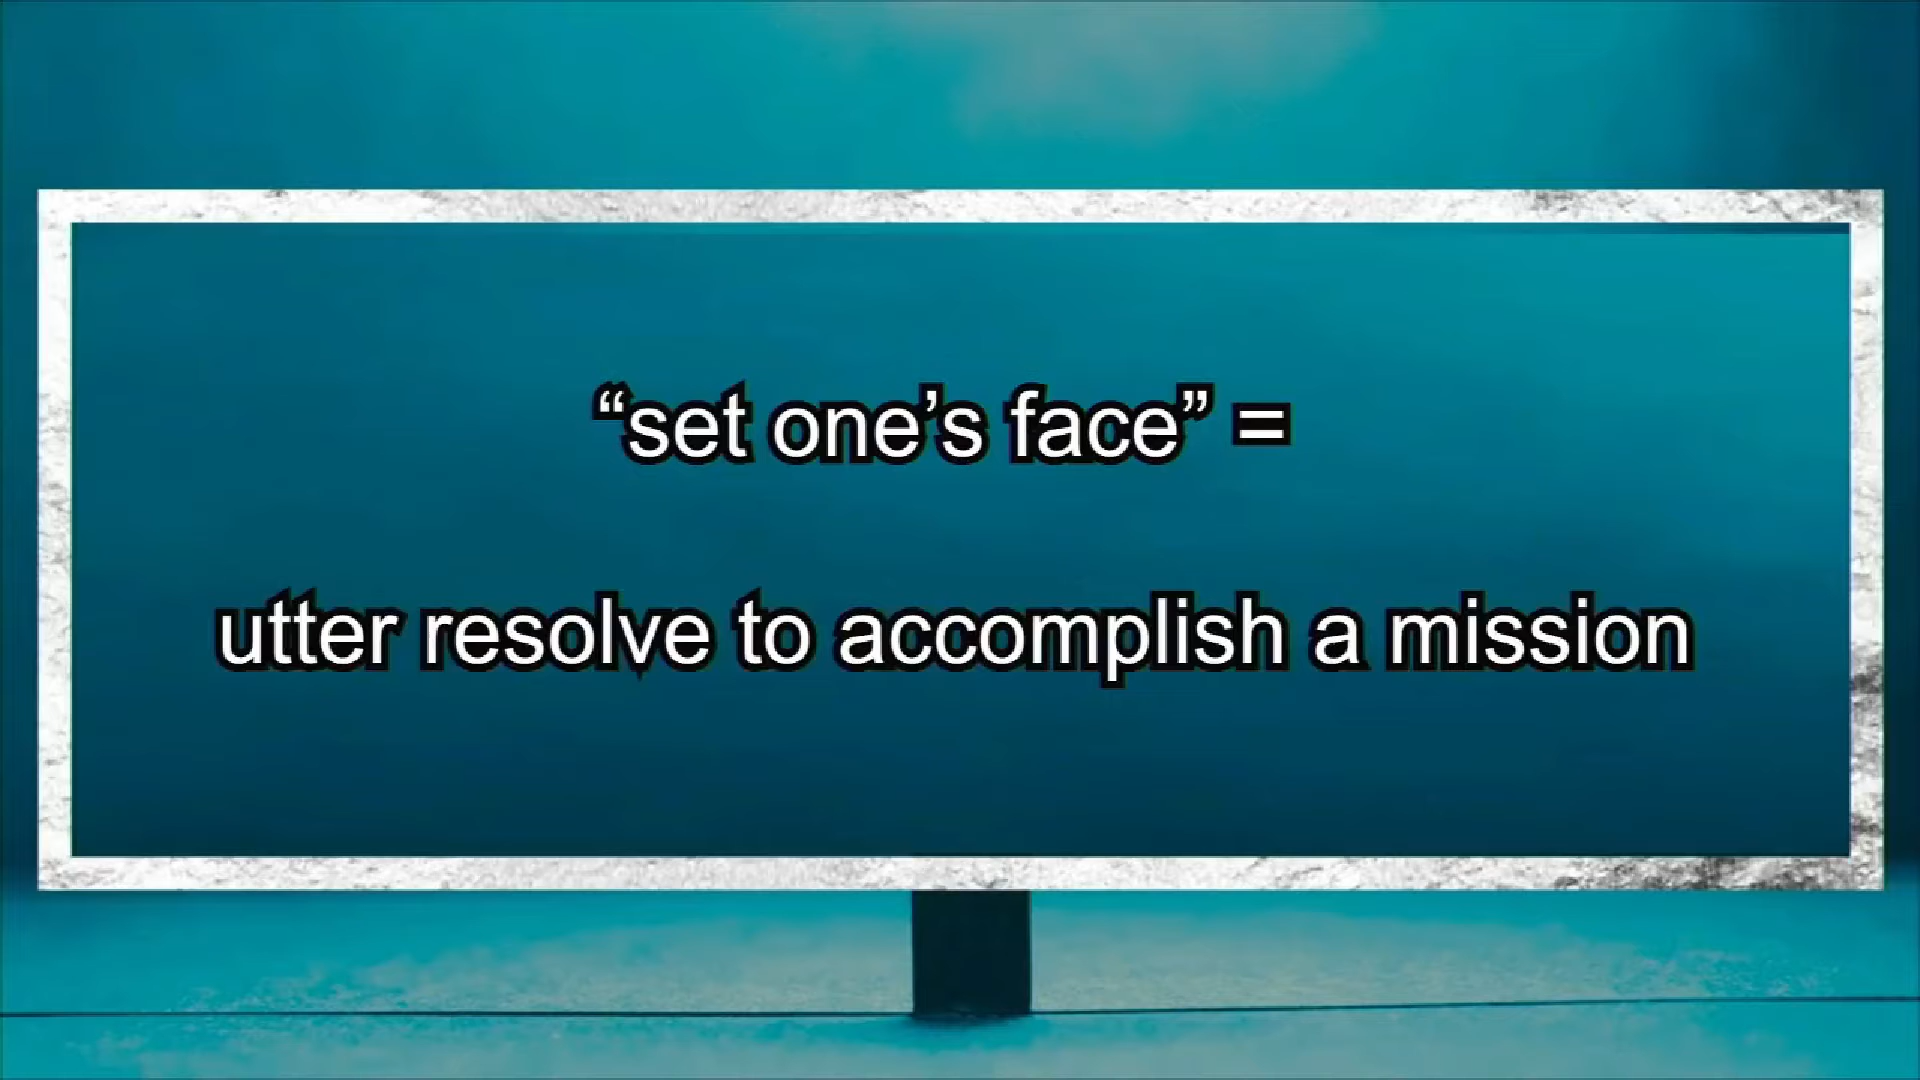 “set one’s face” =
utter resolve to accomplish a mission